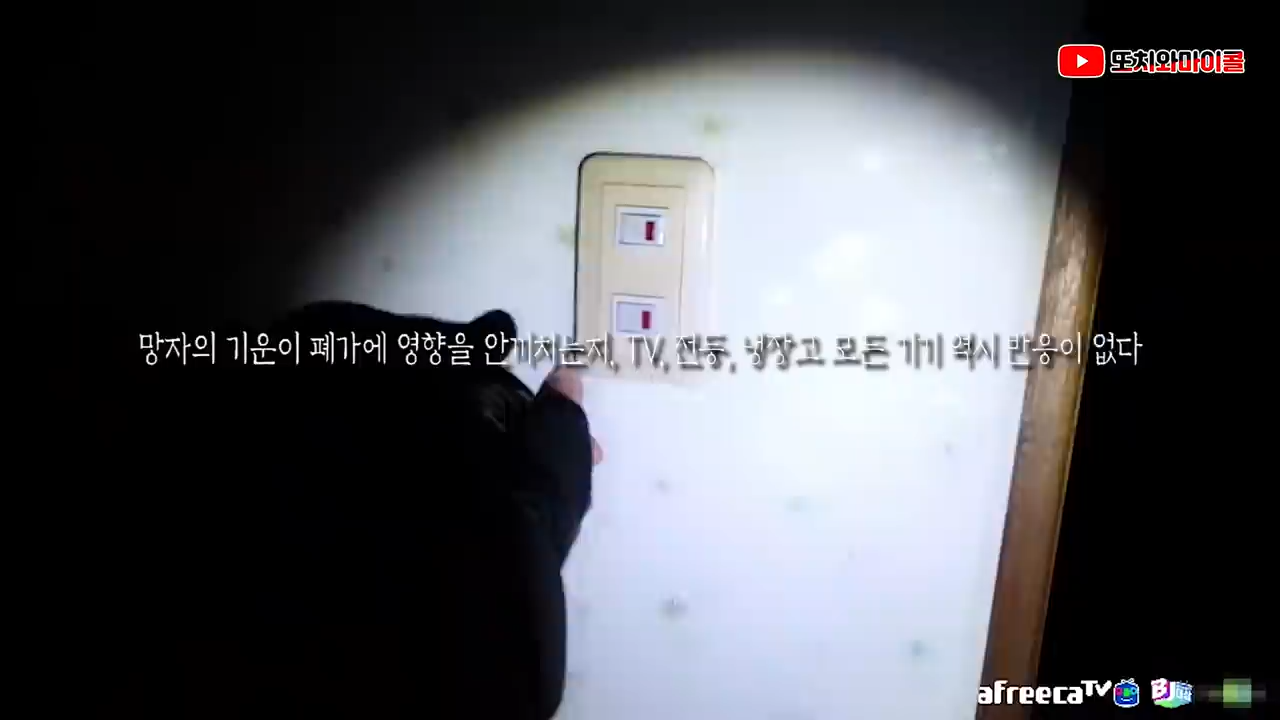 또치와마이콜
망자의 기운이 폐가에 영향을 안끼치는지, TV, 전등, 냉장고 모든 기기 역시 반응이 없다
afreecaTV